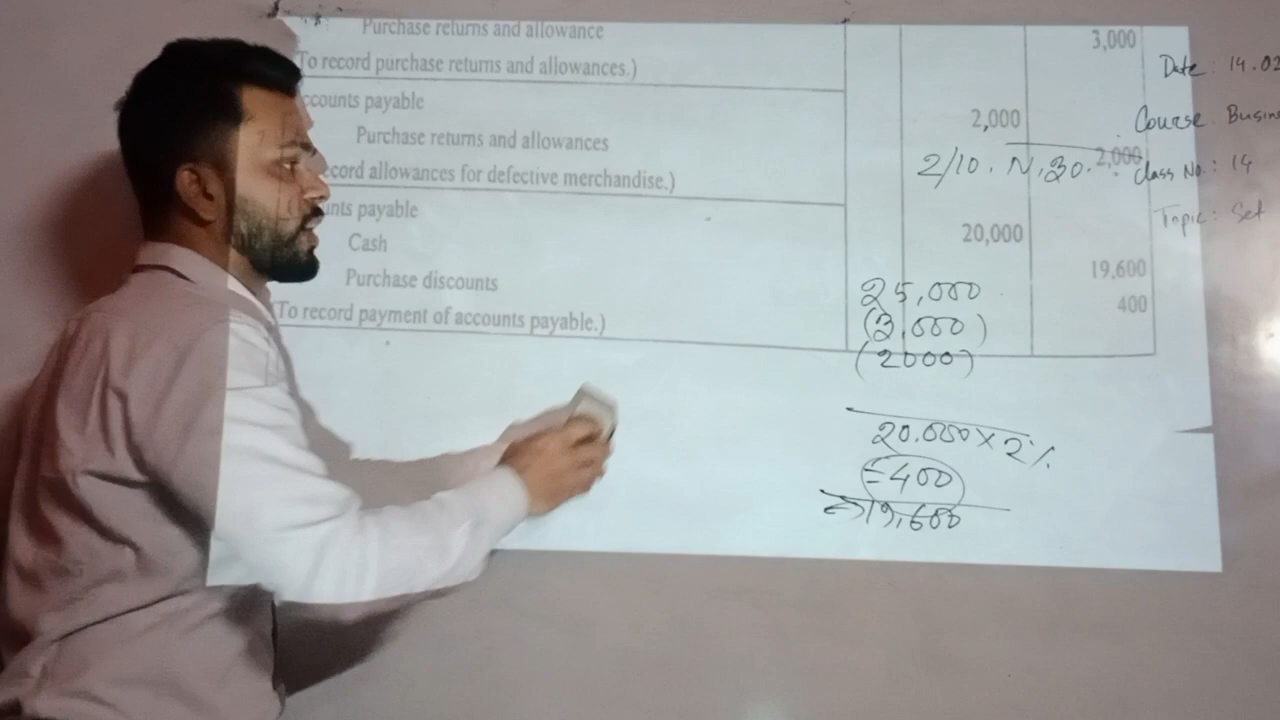 Purchase returns and allowance 3,000
To record purchase returns and allowances.)
ccounts payable 2,000
Purchase returns and allowances 2,000
ecord allowances for defective merchandise.)
unts payable 20,000
Cash 19,600
Purchase discounts 400
(To record payment of accounts payable.)
2/10, N,30.
25,000
(3,000)
(2000)
20,000 × 2%
= 400
19,600
Date : 14.02
Course : Busine
Class No. : 14
Topic : Set